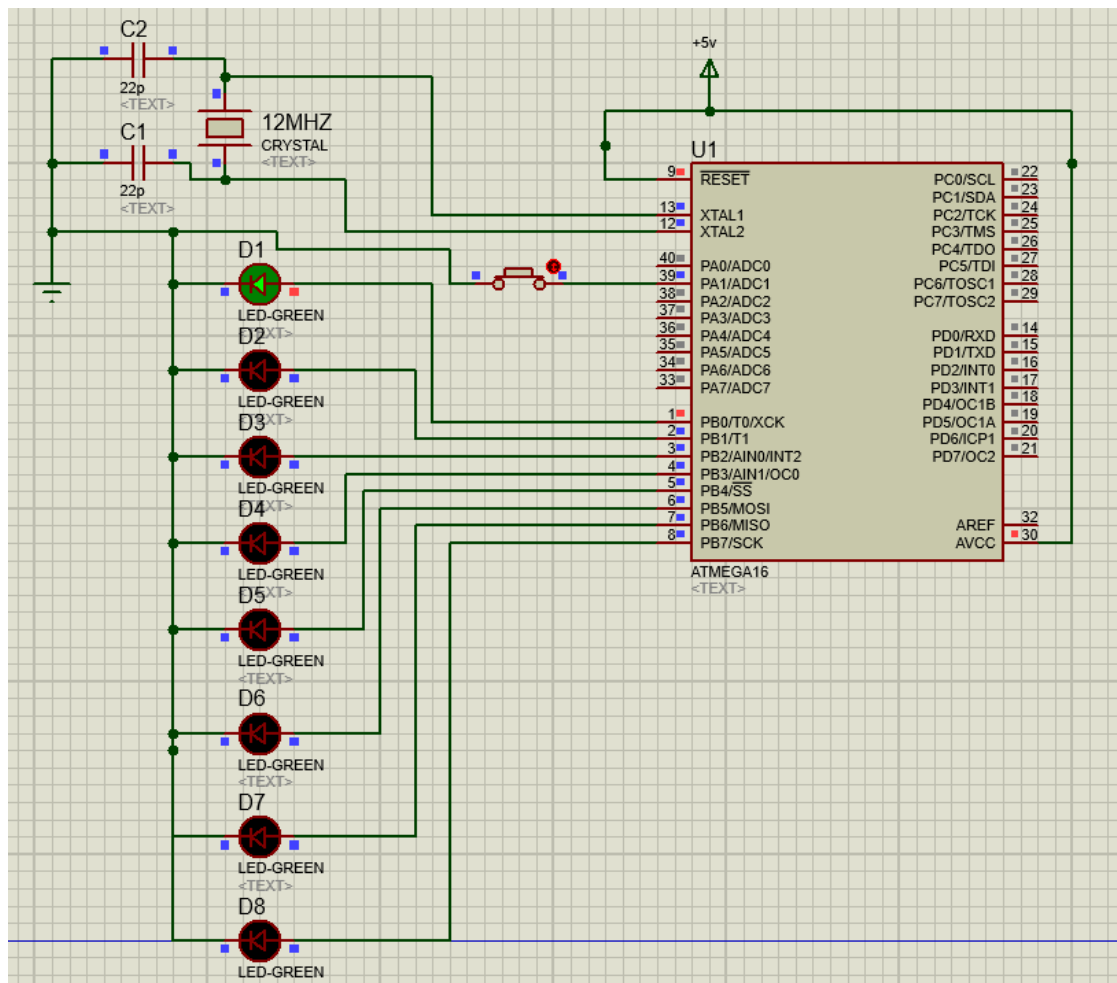 C2
22p
<TEXT>
12MHZ
CRYSTAL
<TEXT>
C1
22p
<TEXT>
+5v
U1
9 RESET
13 XTAL1
12 XTAL2
40 PA0/ADC0
39 PA1/ADC1
38 PA2/ADC2
37 PA3/ADC3
36 PA4/ADC4
35 PA5/ADC5
34 PA6/ADC6
33 PA7/ADC7
1 PB0/T0/XCK
2 PB1/T1
3 PB2/AIN0/INT2
4 PB3/AIN1/OC0
5 PB4/SS
6 PB5/MOSI
7 PB6/MISO
8 PB7/SCK
PC0/SCL 22
PC1/SDA 23
PC2/TCK 24
PC3/TMS 25
PC4/TDO 26
PC5/TDI 27
PC6/TOSC1 28
PC7/TOSC2 29
PD0/RXD 14
PD1/TXD 15
PD2/INT0 16
PD3/INT1 17
PD4/OC1B 18
PD5/OC1A 19
PD6/ICP1 20
PD7/OC2 21
AREF 32
AVCC 30
ATMEGA16
<TEXT>
D1
LED-GREEN
<TEXT>
D2
LED-GREEN
<TEXT>
D3
LED-GREEN
<TEXT>
D4
LED-GREEN
<TEXT>
D5
LED-GREEN
<TEXT>
D6
LED-GREEN
<TEXT>
D7
LED-GREEN
<TEXT>
D8
LED-GREEN